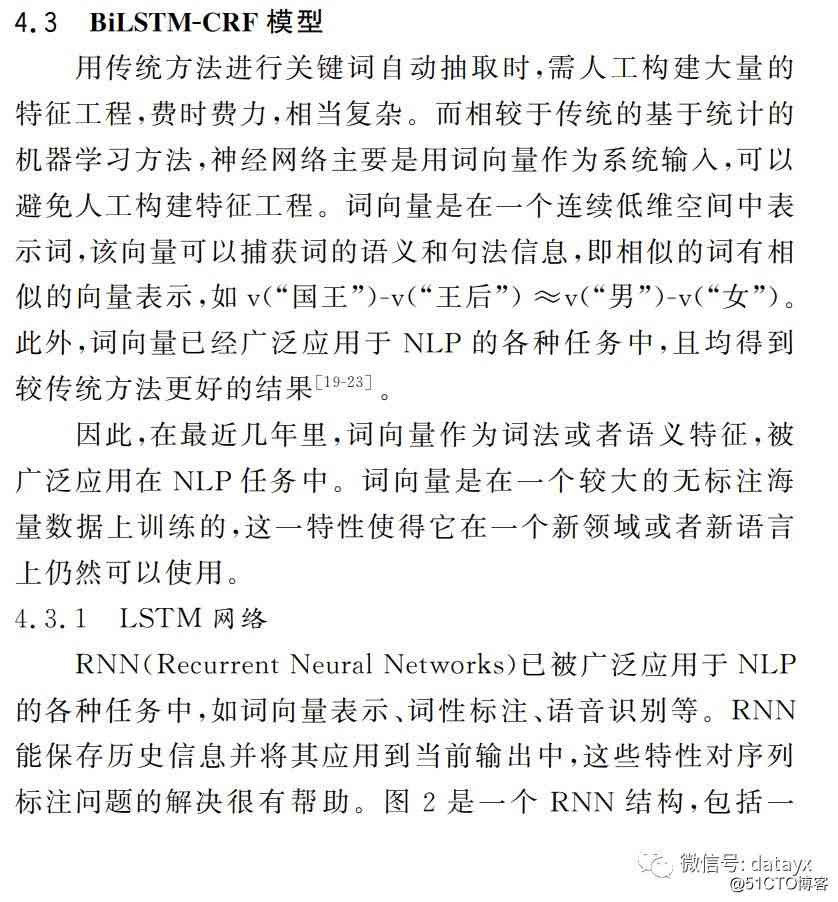 4.3 BiLSTM-CRF 模型
用传统方法进行关键词自动抽取时,需人工构建大量的
特征工程,费时费力,相当复杂。而相较于传统的基于统计的
机器学习方法,神经网络主要是用词向量作为系统输入,可以
避免人工构建特征工程。词向量是在一个连续低维空间中表
示词,该向量可以捕获词的语义和句法信息,即相似的词有相
似的向量表示,如 v(“国王”)-v(“王后”) ≈v(“男”)-v(“女”)。
此外,词向量已经广泛应用于 NLP 的各种任务中,且均得到
较传统方法更好的结果[19-23]。
因此,在最近几年里,词向量作为词法或者语义特征,被
广泛应用在 NLP 任务中。词向量是在一个较大的无标注海
量数据上训练的,这一特性使得它在一个新领域或者新语言
上仍然可以使用。
4.3.1 LSTM 网络
RNN(Recurrent Neural Networks)已被广泛应用于 NLP
的各种任务中,如词向量表示、词性标注、语音识别等。RNN
能保存历史信息并将其应用到当前输出中,这些特性对序列
标注问题的解决很有帮助。图 2 是一个 RNN 结构,包括一
微信号: datayx
@51CTO博客